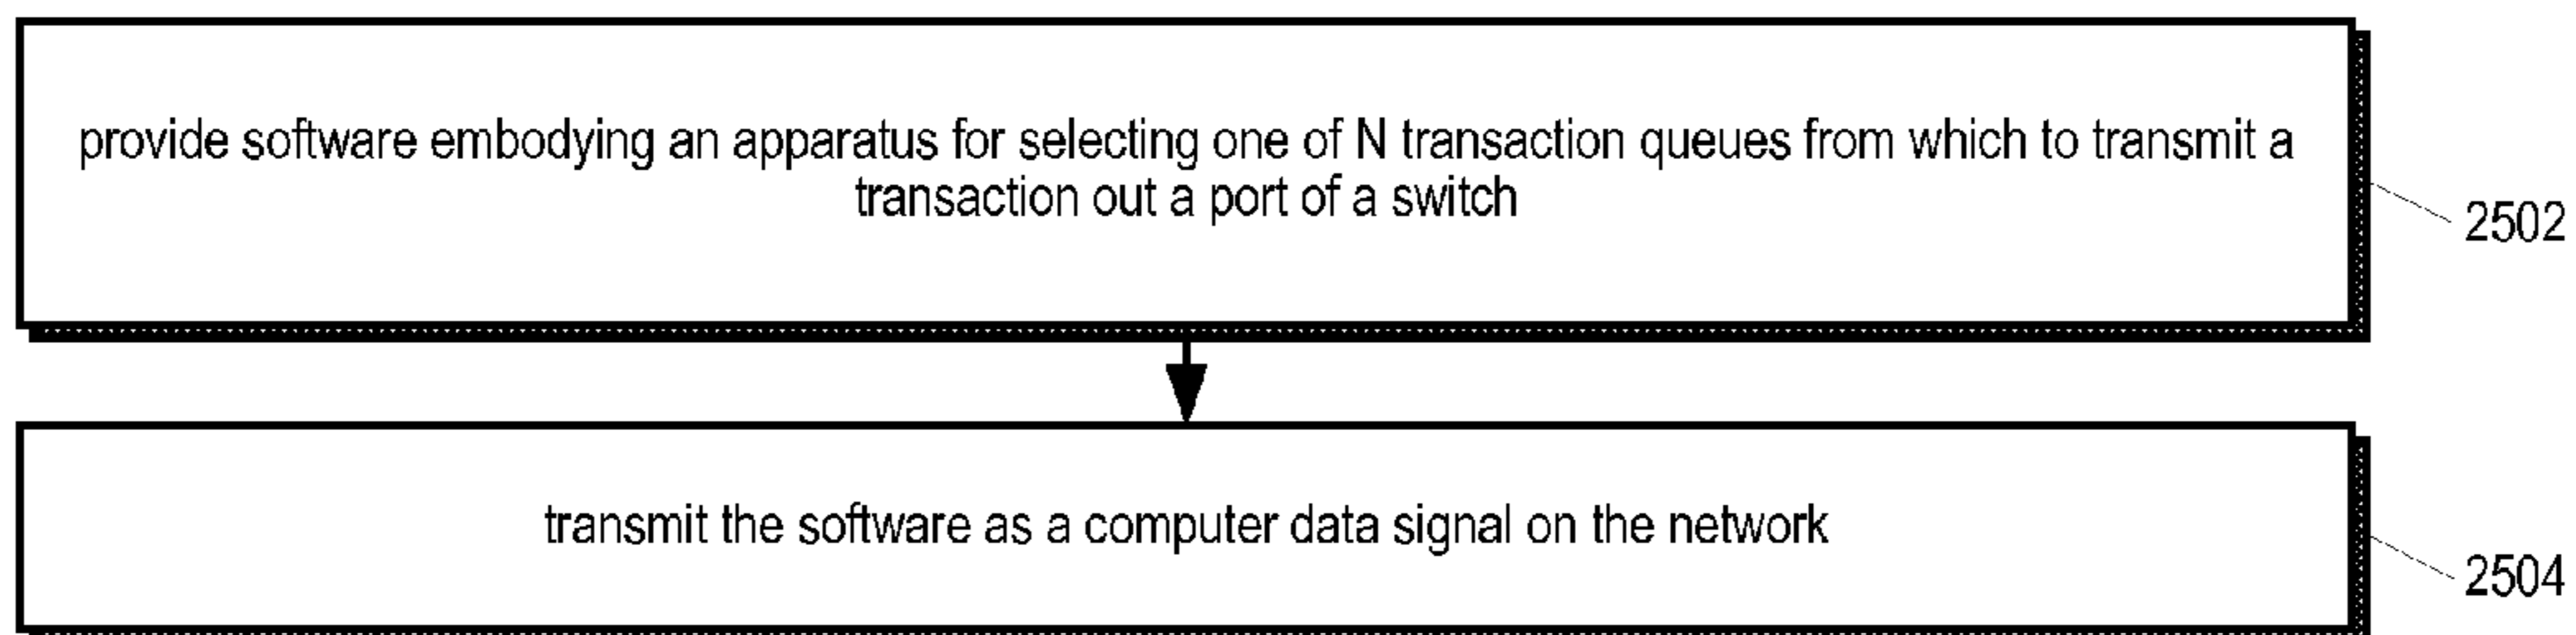 provide software embodying an apparatus for selecting one of N transaction queues from which to transmit a
transaction out a port of a switch
2502
transmit the software as a computer data signal on the network
2504